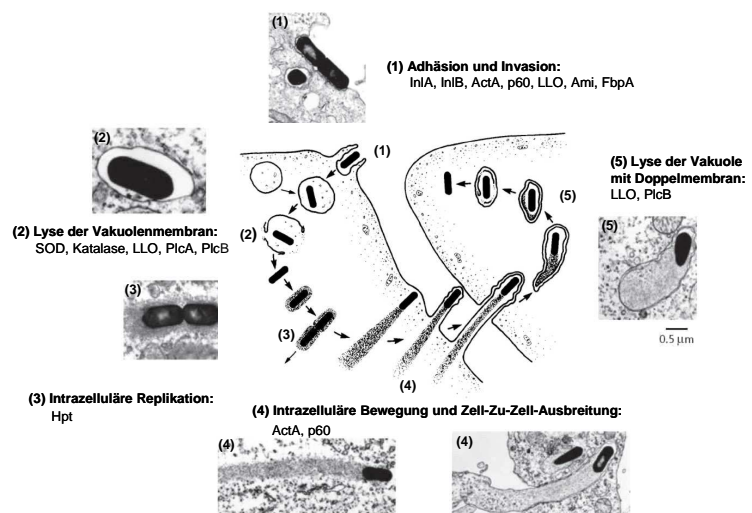 (1)
(1) Adhäsion und Invasion:
InlA, InlB, ActA, p60, LLO, Ami, FbpA
(2)
(1)
(5) Lyse der Vakuole
mit Doppelmembran:
LLO, PlcB
(5)
(2) Lyse der Vakuolenmembran:
SOD, Katalase, LLO, PlcA, PlcB
(2)
(5)
(3)
(3)
0.5 µm
(4)
(3) Intrazelluläre Replikation:
Hpt
(4) Intrazelluläre Bewegung und Zell-Zu-Zell-Ausbreitung:
ActA, p60
(4)
(4)